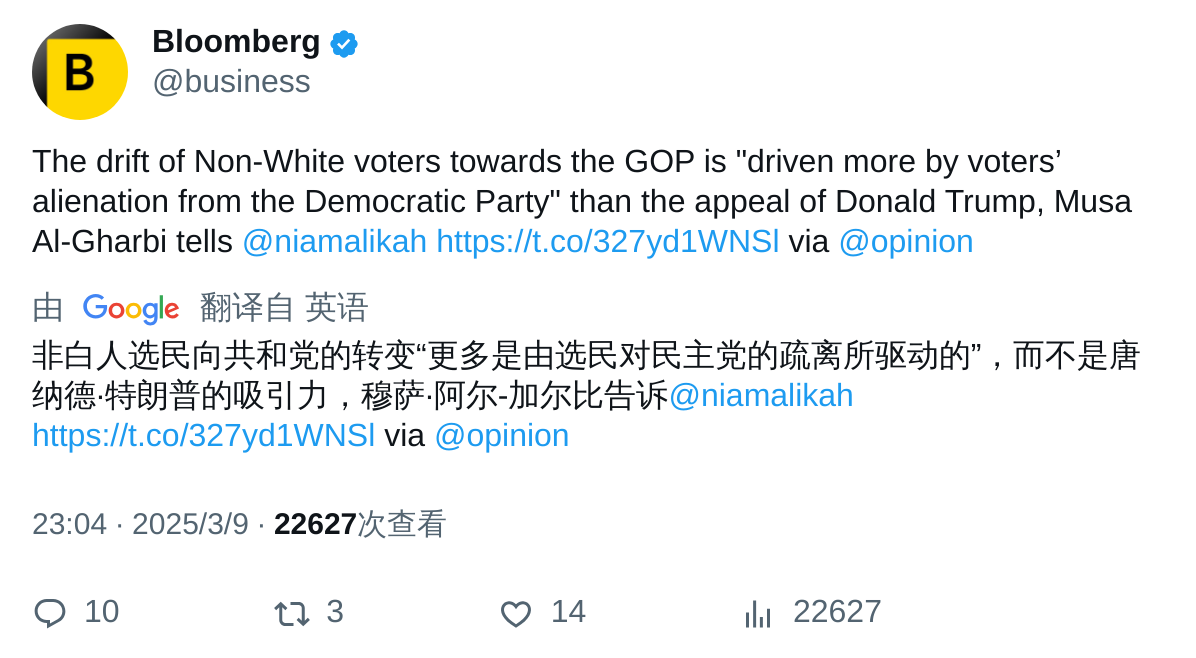 B
Bloomberg
@business
The drift of Non-White voters towards the GOP is "driven more by voters’
alienation from the Democratic Party" than the appeal of Donald Trump, Musa
Al-Gharbi tells @niamalikah https://t.co/327yd1WNSl via @opinion
由 Google 翻译自 英语
非白人选民向共和党的转变“更多是由选民对民主党的疏离所驱动的”，而不是唐
纳德·特朗普的吸引力，穆萨·阿尔-加尔比告诉@niamalikah
https://t.co/327yd1WNSl via @opinion
23:04 · 2025/3/9 · 22627次查看
10 3 14 22627